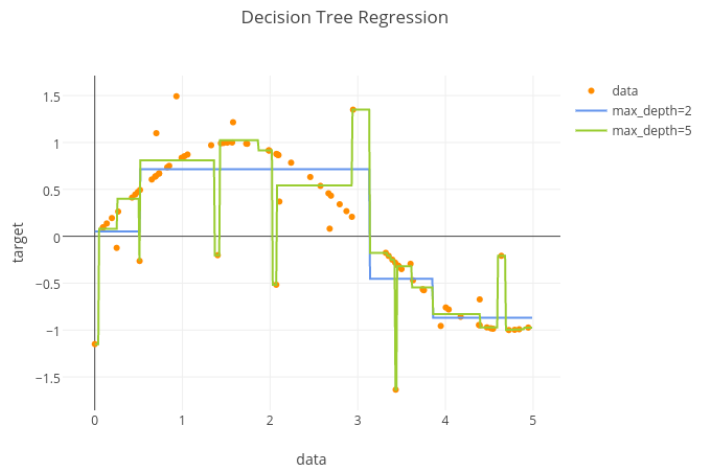 Decision Tree Regression
data
max_depth=2
max_depth=5
1.5
1
0.5
0
−0.5
−1
−1.5
target
0 1 2 3 4 5
data